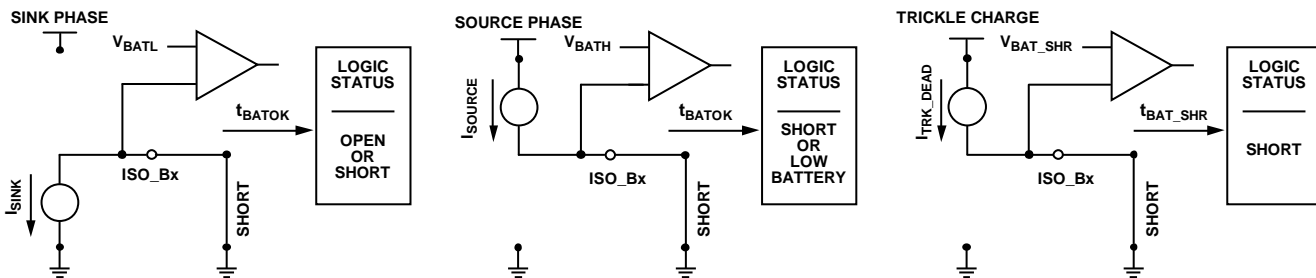 SINK PHASE
V_BATL
LOGIC
STATUS
OPEN
OR
SHORT
t_BATOK
ISO_Bx
I_SINK
SHORT
SOURCE PHASE
V_BATH
LOGIC
STATUS
SHORT
OR
LOW
BATTERY
I_SOURCE
t_BATOK
ISO_Bx
SHORT
TRICKLE CHARGE
V_BAT_SHR
LOGIC
STATUS
SHORT
I_TRK_DEAD
t_BAT_SHR
ISO_Bx
SHORT